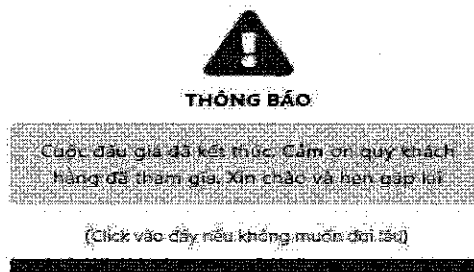 THÔNG BÁO
Cuộc đấu giá đã kết thúc. Cảm ơn quý khách
hàng đã tham gia. Xin chào và hẹn gặp lại
(Click vào đây nếu không muốn đợi lâu)